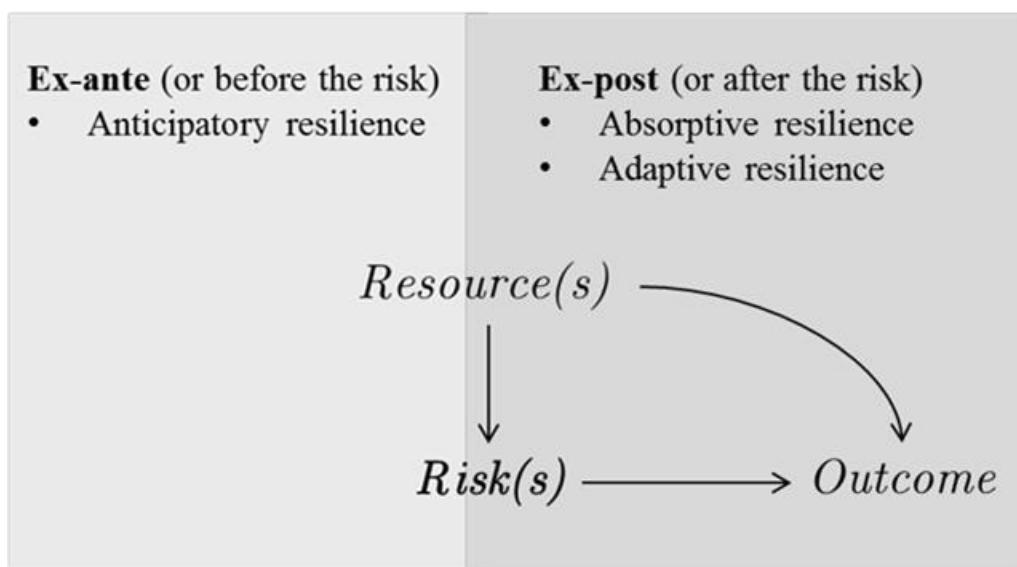 Ex-ante (or before the risk)
• Anticipatory resilience
Ex-post (or after the risk)
• Absorptive resilience
• Adaptive resilience
Resource(s)
Risk(s)
Outcome